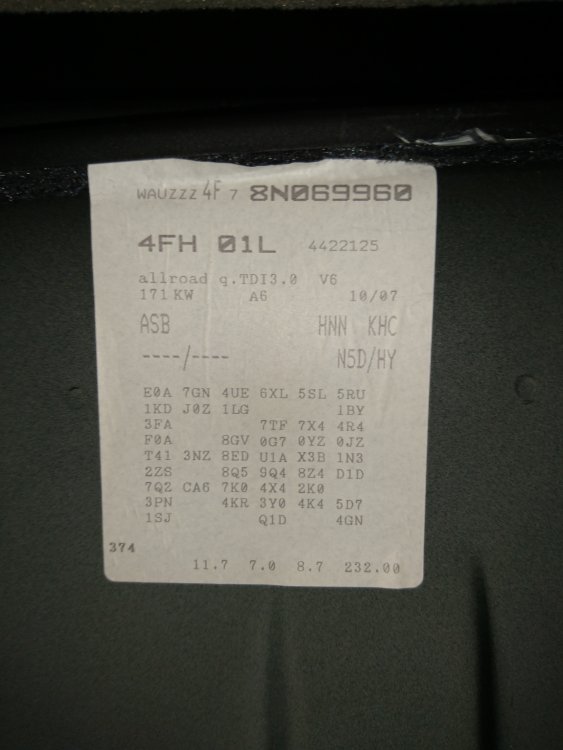 WAUZZZ 4F 7 8N069960
4FH 01L 4422125
allroad q.TDI3.0 V6
171 KW A6 10/07
ASB HNN KHC
----/---- N5D/HY
E0A 7GN 4UE 6XL 5SL 5RU
1KD J0Z 1LG 1BY
3FA 7TF 7X4 4R4
F0A 8GV 0G7 0YZ 0JZ
T41 3NZ 8ED U1A X3B 1N3
2ZS 8Q5 9Q4 8Z4 D1D
7Q2 CA6 7K0 4X4 2K0
3PN 4KR 3Y0 4K4 5D7
1SJ Q1D 4GN
374
11.7 7.0 8.7 232.00